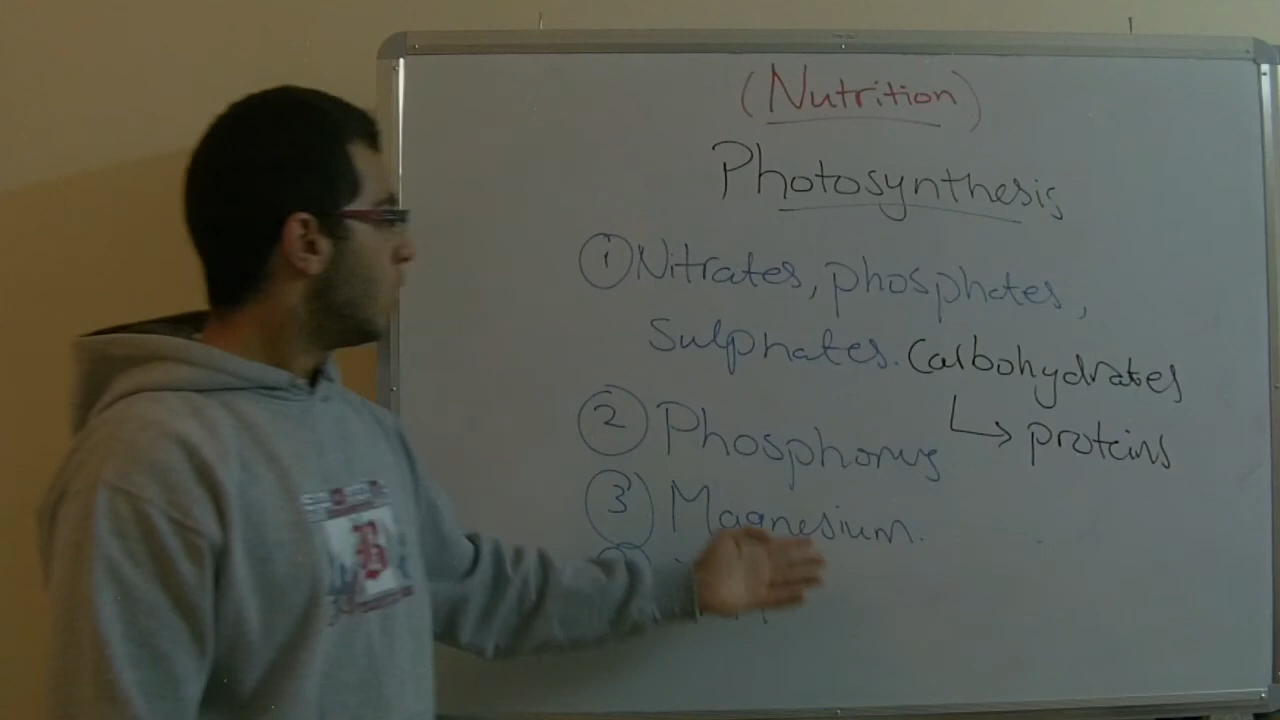 (Nutrition)
Photosynthesis
① Nitrates, phosphates,
Sulphates. Carbohydrates
↳ proteins
② Phosphorus
③ Magnesium.